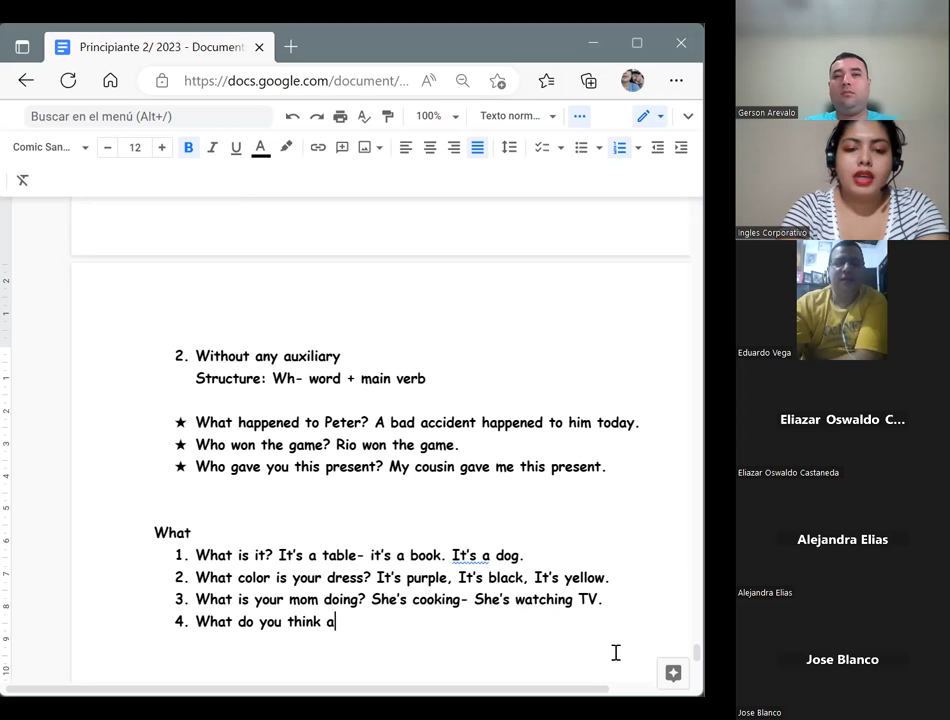 Principiante 2/ 2023 - Document
https://docs.google.com/document/...
Buscar en el menú (Alt+/)
100%
Texto norm...
Comic San...
12
2. Without any auxiliary
Structure: Wh- word + main verb
★ What happened to Peter? A bad accident happened to him today.
★ Who won the game? Rio won the game.
★ Who gave you this present? My cousin gave me this present.
What
1. What is it? It's a table- it's a book. It's a dog.
2. What color is your dress? It's purple, It's black, It's yellow.
3. What is your mom doing? She's cooking- She's watching TV.
4. What do you think a
Gerson Arevalo
Ingles Corporativo
Eduardo Vega
Eliazar Oswaldo C...
Eliazar Oswaldo Castaneda
Alejandra Elias
Alejandra Elias
Jose Blanco
Jose Blanco